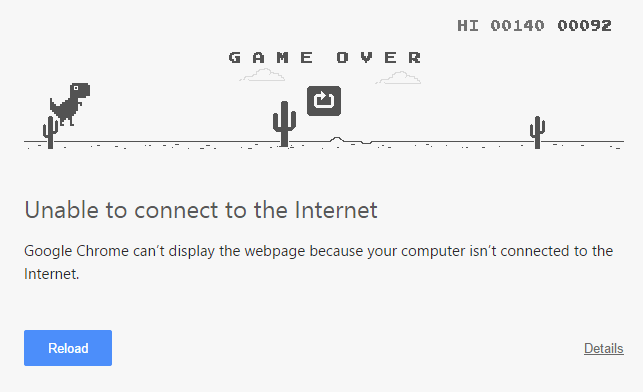 HI 00140 00092
GAME OVER
Unable to connect to the Internet
Google Chrome can’t display the webpage because your computer isn’t connected to the
Internet.
Reload
Details